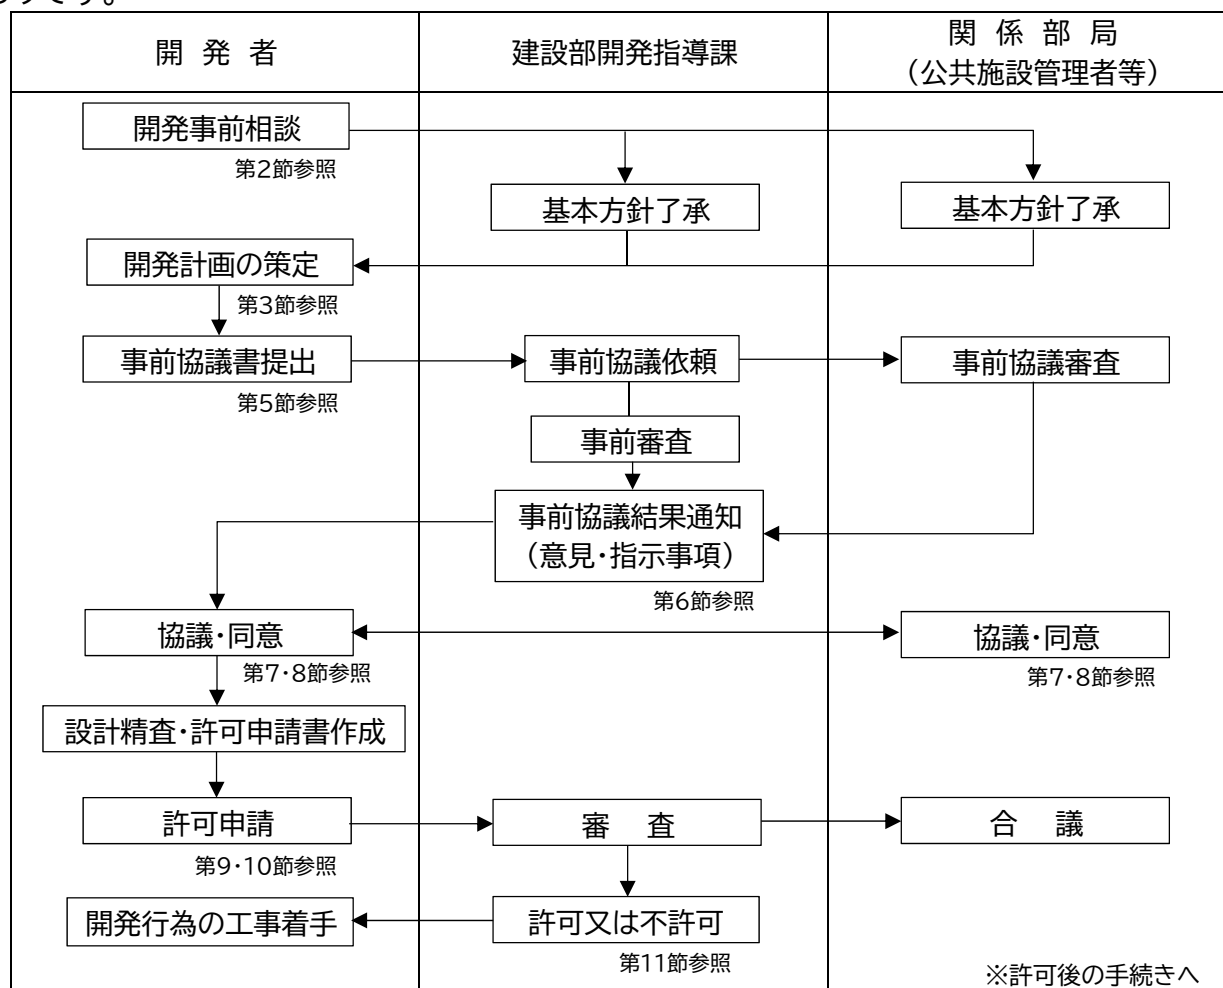 です。
開 発 者
建設部開発指導課
関 係 部 局
(公共施設管理者等)
開発事前相談
第2節参照
基本方針了承
基本方針了承
開発計画の策定
第3節参照
事前協議書提出
事前協議依頼
事前協議審査
第5節参照
事前審査
事前協議結果通知
(意見・指示事項)
第6節参照
協議・同意
協議・同意
第7・8節参照
第7・8節参照
設計精査・許可申請書作成
許可申請
審 査
合 議
第9・10節参照
開発行為の工事着手
許可又は不許可
第11節参照
※許可後の手続きへ